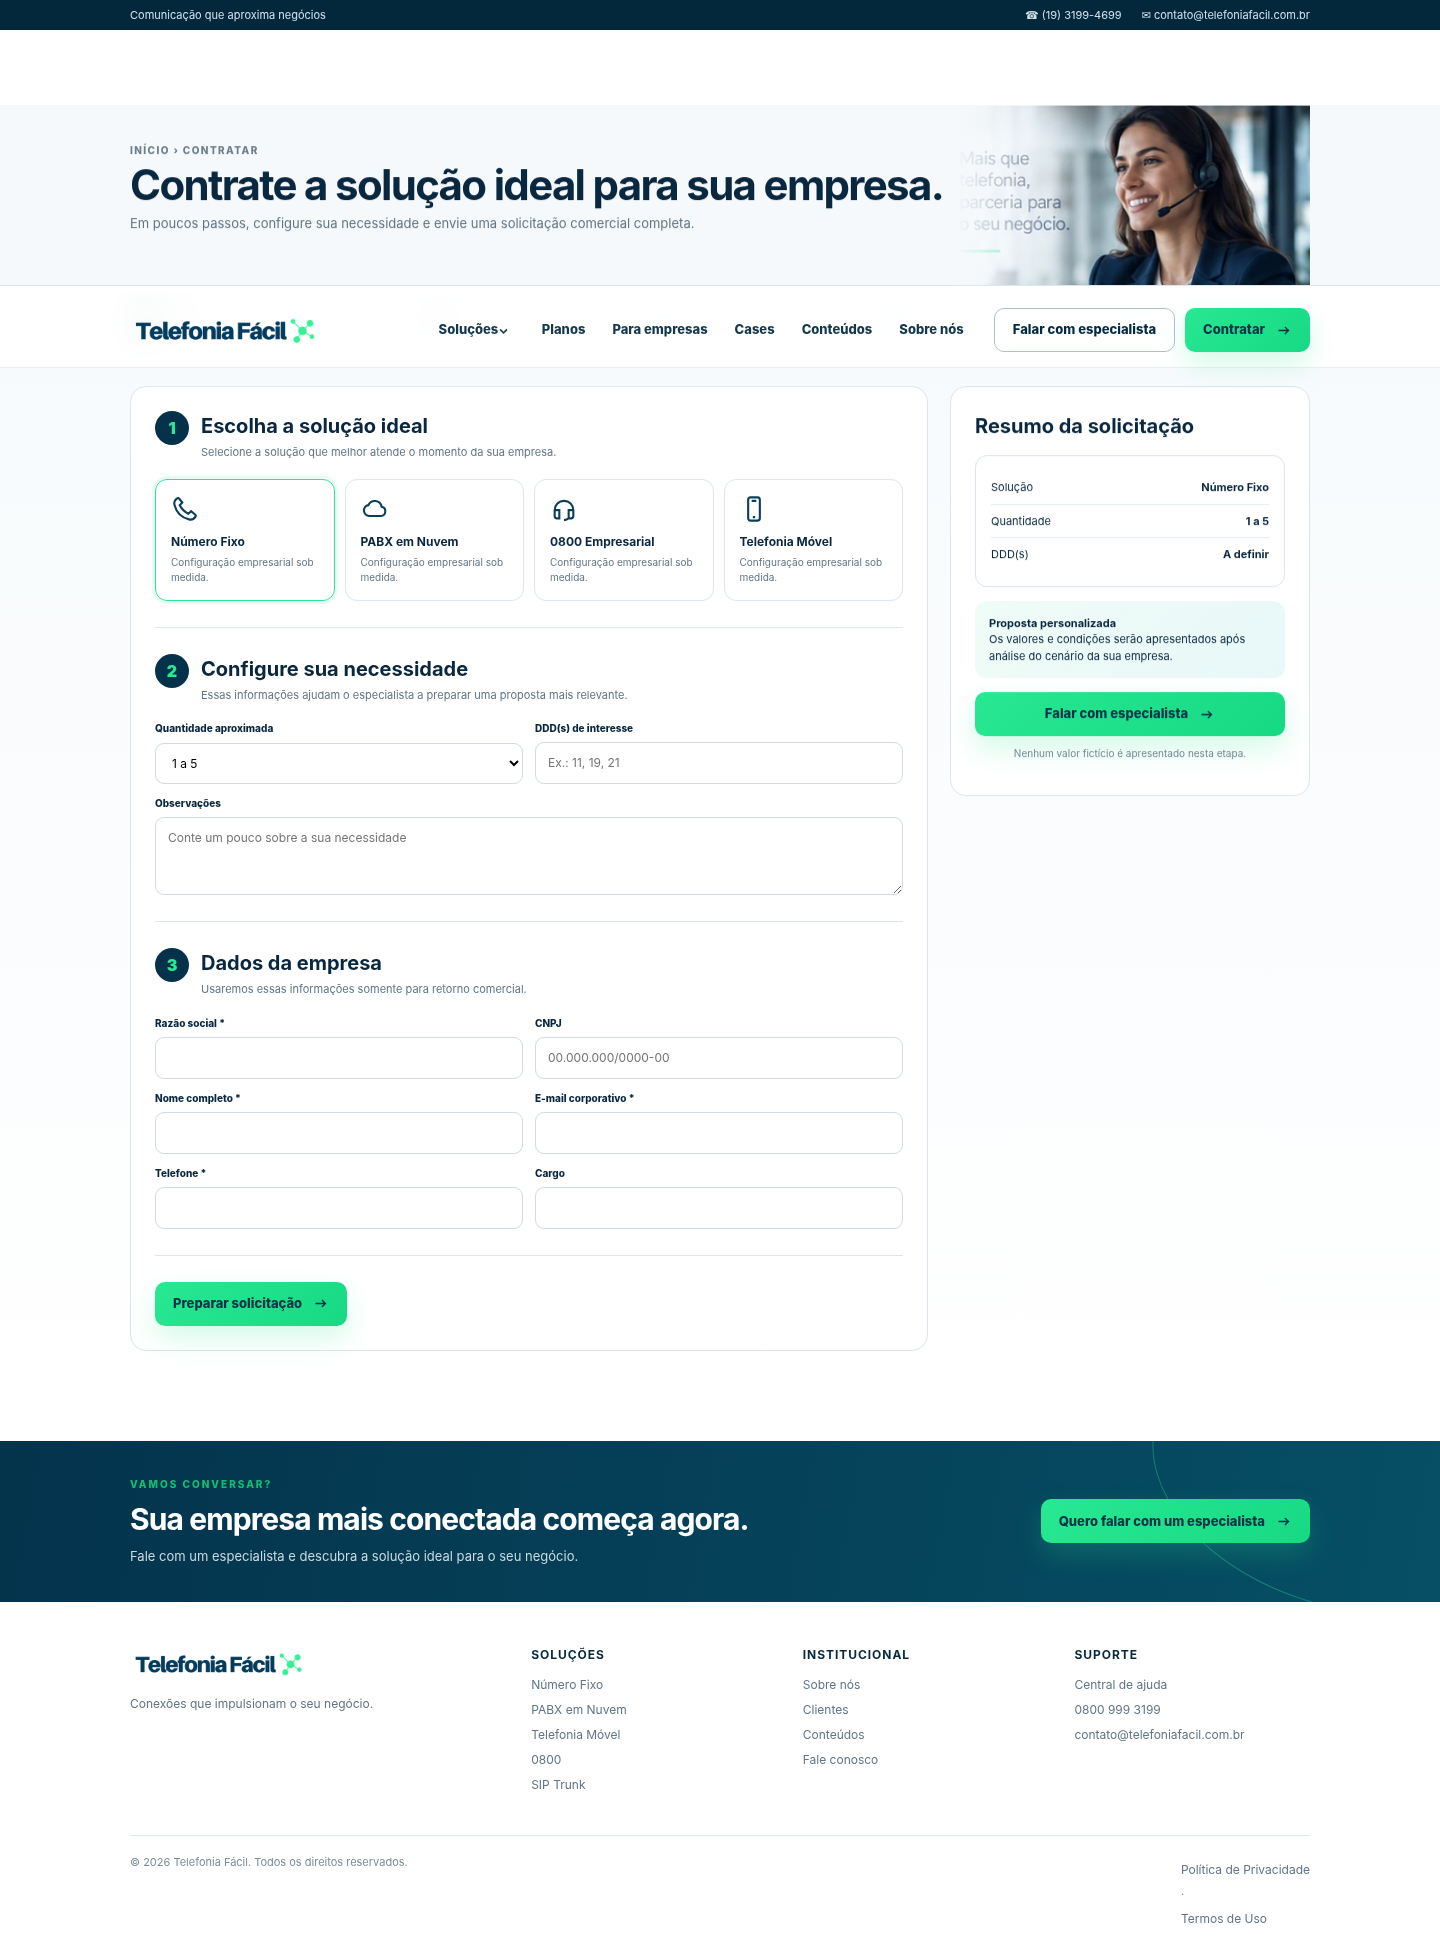 Comunicação que aproxima negócios
☎ (19) 3199-4699 ✉ contato@telefoniafacil.com.br
INÍCIO › CONTRATAR
Contrate a solução ideal para sua empresa.
Em poucos passos, configure sua necessidade e envie uma solicitação comercial completa.
Mais que
telefonia,
parceria para
o seu negócio.
Telefonia Fácil
Soluções
Planos
Para empresas
Cases
Conteúdos
Sobre nós
Falar com especialista
Contratar →
1
Escolha a solução ideal
Selecione a solução que melhor atende o momento da sua empresa.
Número Fixo
Configuração empresarial sob
medida.
PABX em Nuvem
Configuração empresarial sob
medida.
0800 Empresarial
Configuração empresarial sob
medida.
Telefonia Móvel
Configuração empresarial sob
medida.
2
Configure sua necessidade
Essas informações ajudam o especialista a preparar uma proposta mais relevante.
Quantidade aproximada
1 a 5
DDD(s) de interesse
Ex.: 11, 19, 21
Observações
Conte um pouco sobre a sua necessidade
3
Dados da empresa
Usaremos essas informações somente para retorno comercial.
Razão social *
CNPJ
00.000.000/0000-00
Nome completo *
E-mail corporativo *
Telefone *
Cargo
Preparar solicitação →
Resumo da solicitação
Solução Número Fixo
Quantidade 1 a 5
DDD(s) A definir
Proposta personalizada
Os valores e condições serão apresentados após
análise do cenário da sua empresa.
Falar com especialista →
Nenhum valor fictício é apresentado nesta etapa.
VAMOS CONVERSAR?
Sua empresa mais conectada começa agora.
Fale com um especialista e descubra a solução ideal para o seu negócio.
Quero falar com um especialista →
Telefonia Fácil
Conexões que impulsionam o seu negócio.
SOLUÇÕES
Número Fixo
PABX em Nuvem
Telefonia Móvel
0800
SIP Trunk
INSTITUCIONAL
Sobre nós
Clientes
Conteúdos
Fale conosco
SUPORTE
Central de ajuda
0800 999 3199
contato@telefoniafacil.com.br
© 2026 Telefonia Fácil. Todos os direitos reservados.
Política de Privacidade
·
Termos de Uso